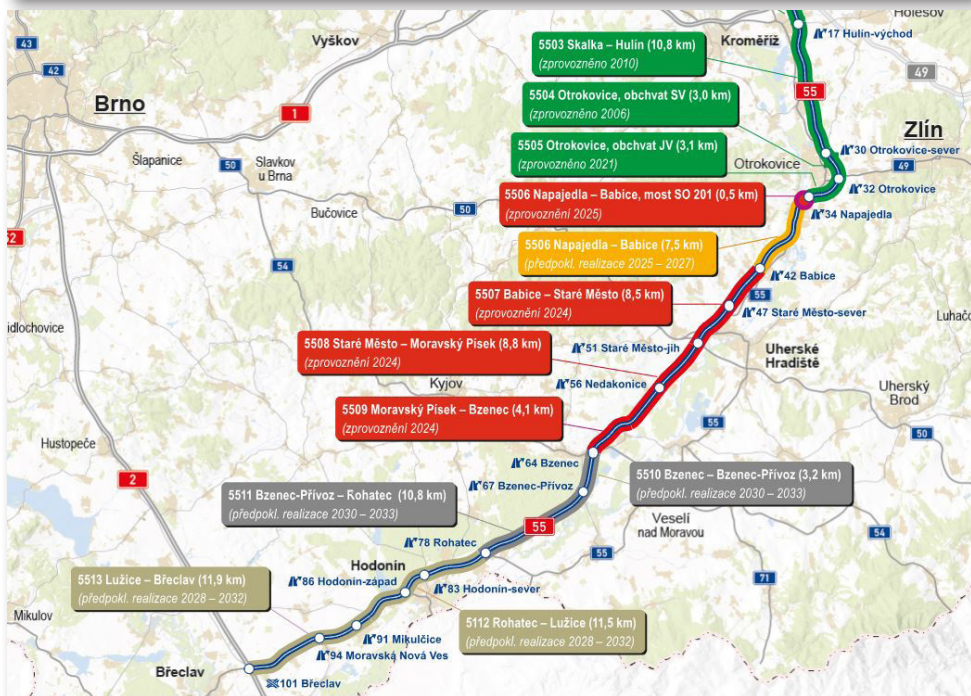 43
42
Brno
Vyškov
1
Kroměříž
Holešov
17 Hulín-východ
49
55
5503 Skalka – Hulín (10,8 km)
(zprovozněno 2010)
5504 Otrokovice, obchvat SV (3,0 km)
(zprovozněno 2006)
5505 Otrokovice, obchvat JV (3,1 km)
(zprovozněno 2021)
Zlín
Otrokovice
30 Otrokovice-sever
49
32 Otrokovice
34 Napajedla
Šlapanice
50
Slavkov
u Brna
Bučovice
50
5506 Napajedla – Babice, most SO 201 (0,5 km)
(zprovoznění 2025)
52
54
5506 Napajedla – Babice (7,5 km)
(předpokl. realizace 2025 – 2027)
42 Babice
5507 Babice – Staré Město (8,5 km)
(zprovoznění 2024)
55
47 Staré Město-sever
idlochovice
Luhačo
5508 Staré Město – Moravský Písek (8,8 km)
(zprovoznění 2024)
51 Staré Město-jih
Uherské
Hradiště
56 Nedakonice
Kyjov
Uherský
Brod
5509 Moravský Písek – Bzenec (4,1 km)
(zprovoznění 2024)
55
50
Hustopeče
64 Bzenec
2
67 Bzenec-Přívoz
5510 Bzenec – Bzenec-Přívoz (3,2 km)
(předpokl. realizace 2030 – 2033)
5511 Bzenec-Přívoz – Rohatec (10,8 km)
(předpokl. realizace 2030 – 2033)
55
Veselí
nad Moravou
54
78 Rohatec
55
71
Hodonín
86 Hodonín-západ
83 Hodonín-sever
5513 Lužice – Břeclav (11,9 km)
(předpokl. realizace 2028 – 2032)
Mikulov
5112 Rohatec – Lužice (11,5 km)
(předpokl. realizace 2028 – 2032)
91 Mikulčice
94 Moravská Nová Ves
Břeclav
101 Břeclav